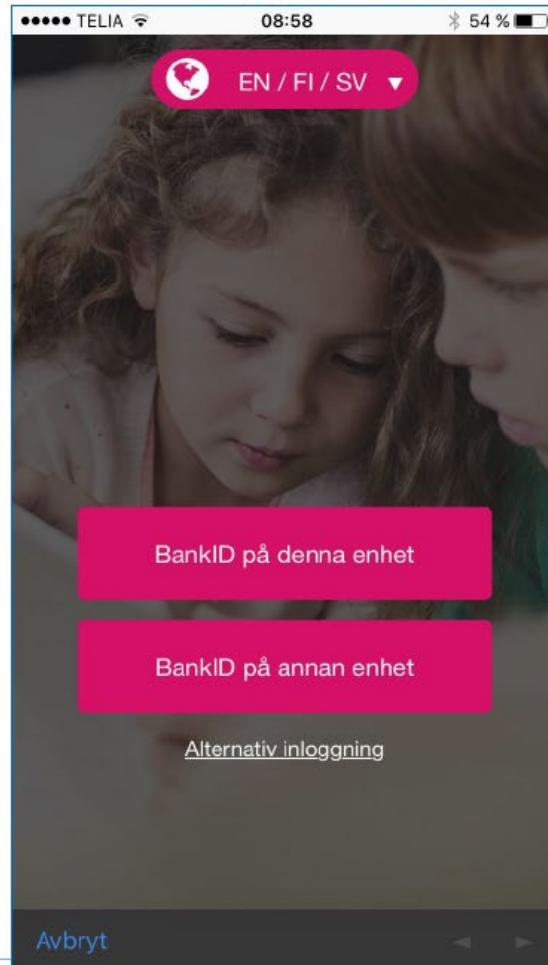 TELIA 08:58 54 %
EN / FI / SV
BankID på denna enhet
BankID på annan enhet
Alternativ inloggning
Avbryt